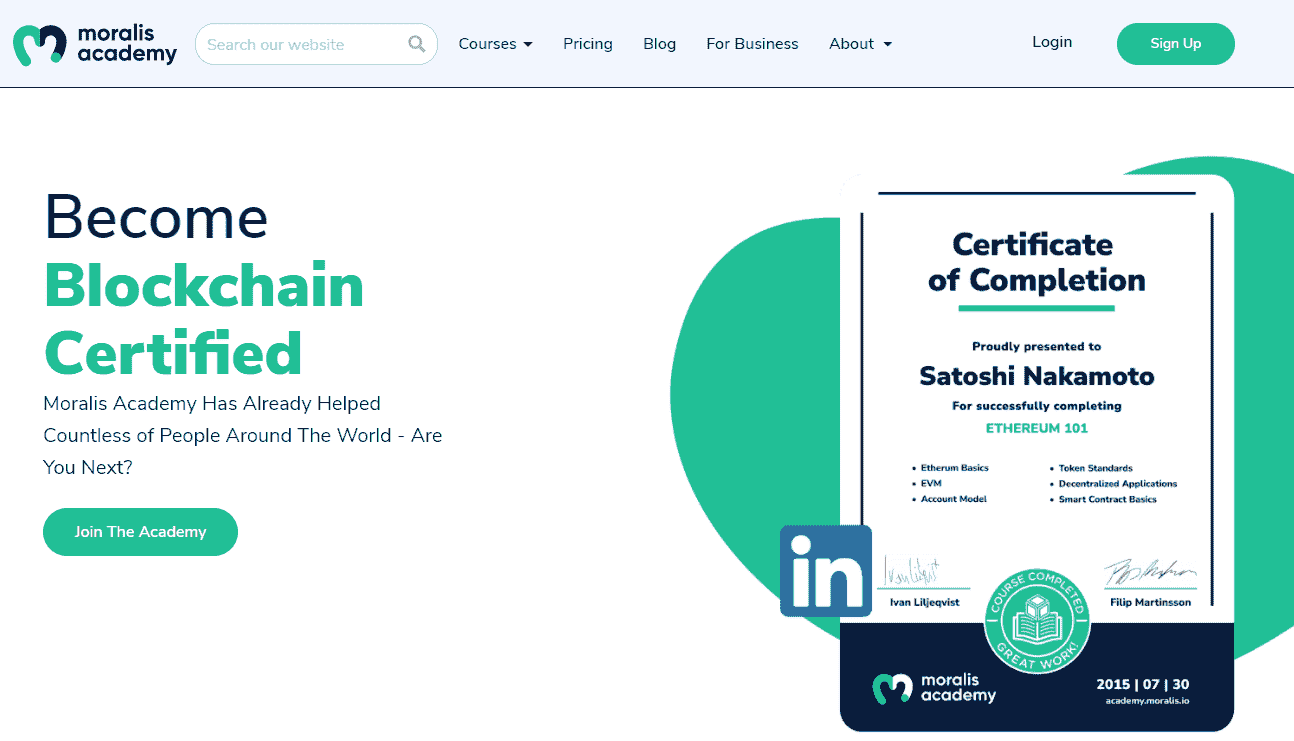 moralis
academy
Search our website
Courses
Pricing
Blog
For Business
About
Login
Sign Up
Become
Blockchain
Certified
Moralis Academy Has Already Helped
Countless of People Around The World - Are
You Next?
Join The Academy
Certificate
of Completion
Proudly presented to
Satoshi Nakamoto
For successfully completing
ETHEREUM 101
Etherum Basics
EVM
Account Model
Token Standards
Decentralized Applications
Smart Contract Basics
in
Ivan Liljeqvist
Filip Martinsson
COURSE COMPLETED
GREAT WORK!
moralis
academy
2015 | 07 | 30
academy.moralis.io